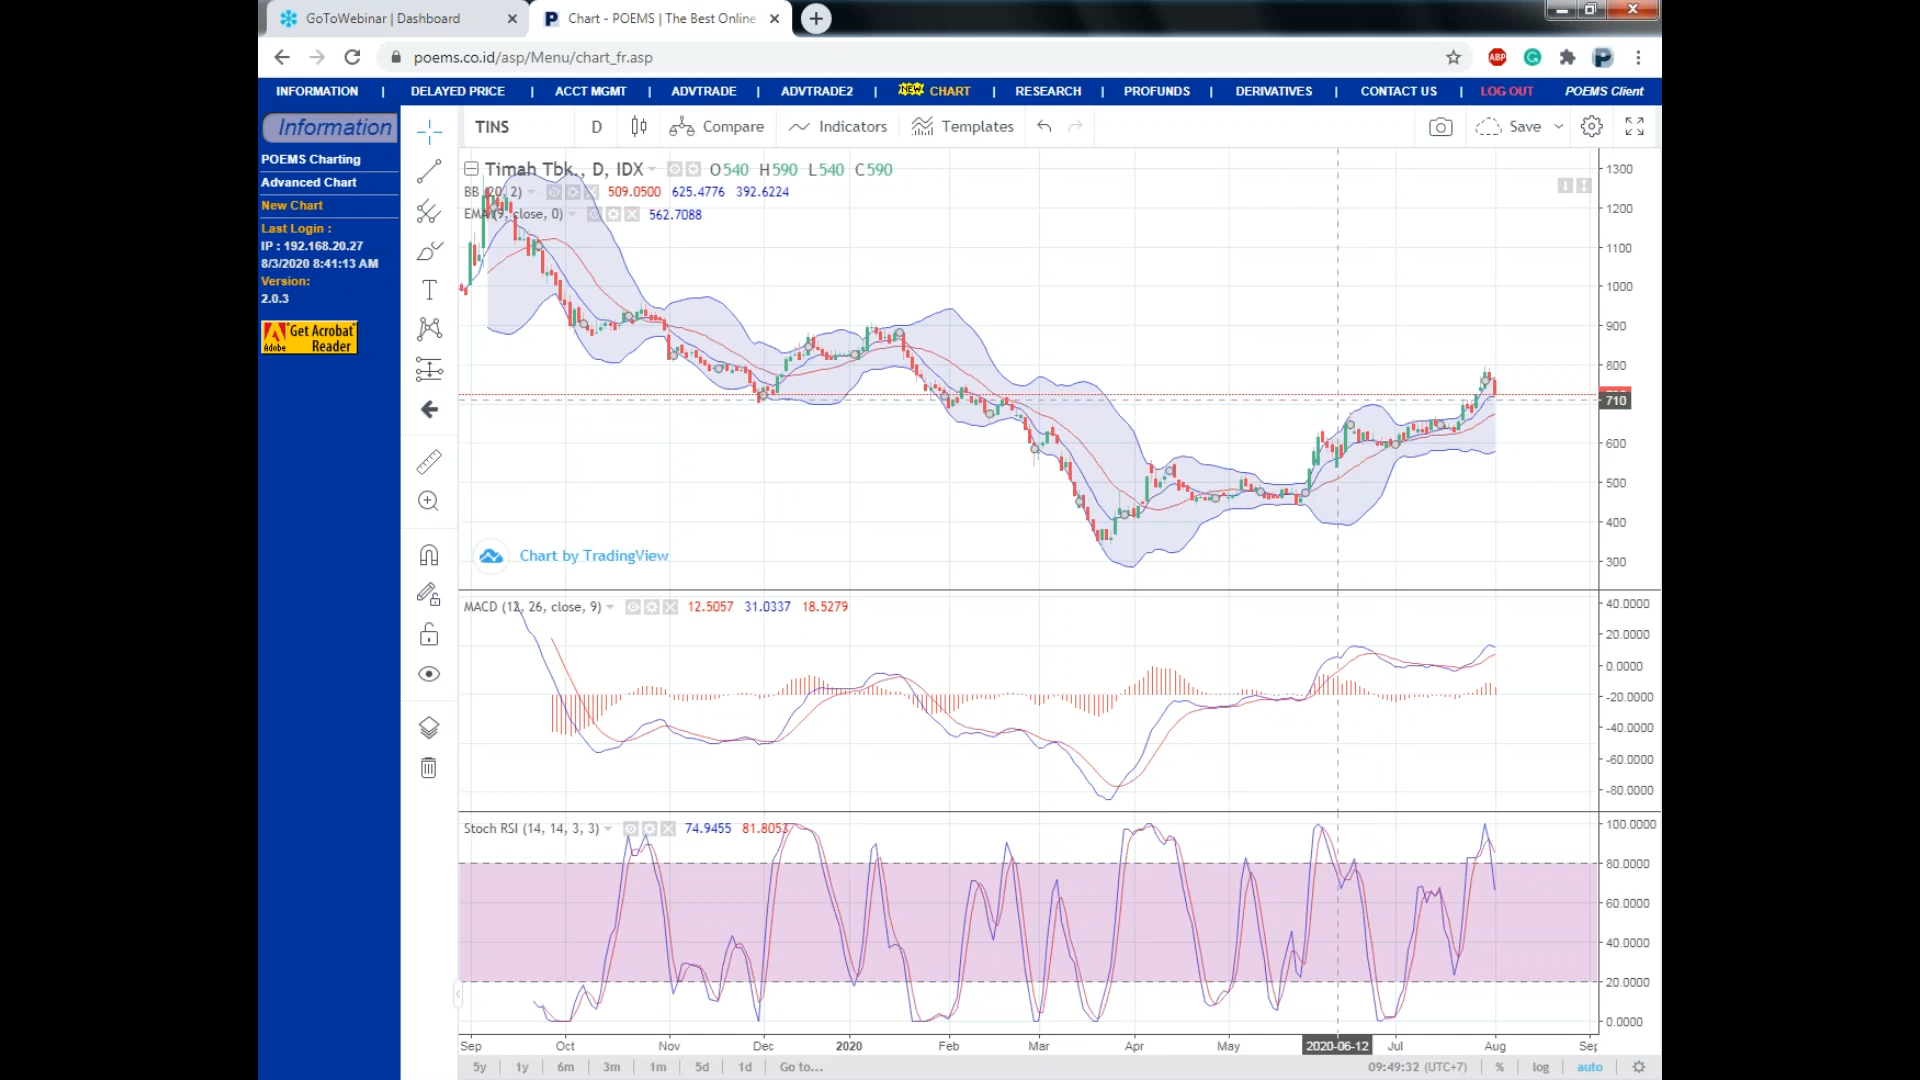 GoToWebinar | Dashboard
Chart - POEMS | The Best Online
poems.co.id/asp/Menu/chart_fr.asp
ABP
INFORMATION | DELAYED PRICE | ACCT MGMT | ADVTRADE | ADVTRADE2 | NEW CHART | RESEARCH | PROFUNDS | DERIVATIVES | CONTACT US | LOG OUT POEMS Client
Information
POEMS Charting
Advanced Chart
New Chart
Last Login :
IP : 192.168.20.27
8/3/2020 8:41:13 AM
Version:
2.0.3
Get Acrobat
Adobe Reader
TINS D Compare Indicators Templates Save
Timah Tbk., D, IDX O540 H590 L540 C590
BB (20, 2) 509.0500 625.4776 392.6224
EMA (9, close, 0) 562.7088
1300
1200
1100
1000
900
800
710
600
500
400
300
Chart by TradingView
MACD (12, 26, close, 9) 12.5057 31.0337 18.5279
40.0000
20.0000
0.0000
-20.0000
-40.0000
-60.0000
-80.0000
Stoch RSI (14, 14, 3, 3) 74.9455 81.8053
100.0000
80.0000
60.0000
40.0000
20.0000
0.0000
Sep Oct Nov Dec 2020 Feb Mar Apr May 2020-06-12 Jul Aug Sep
5y 1y 6m 3m 1m 5d 1d Go to... 09:49:32 (UTC+7) % log auto